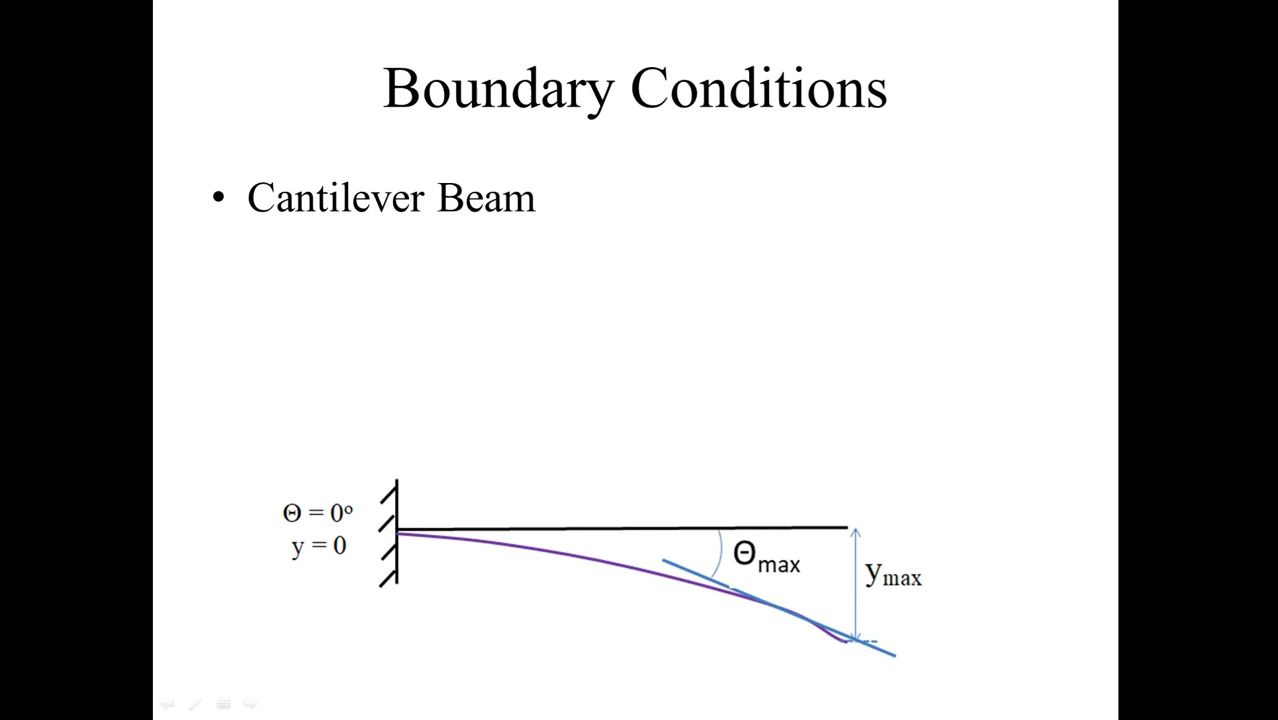 Boundary Conditions
• Cantilever Beam
Θ = 0º
y = 0
Θmax
ymax